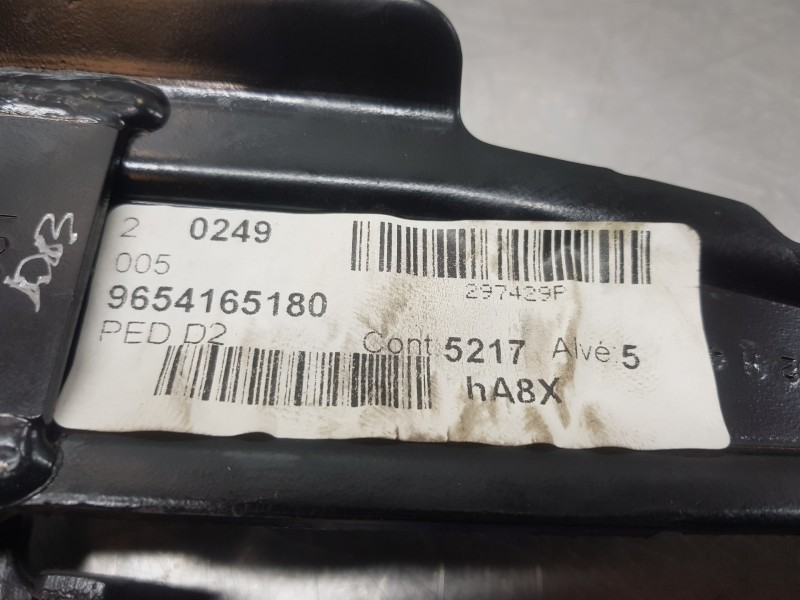 2 0249
005
297429P
9654165180
PED D2
Cont 5217 Alvé 5
hA8X